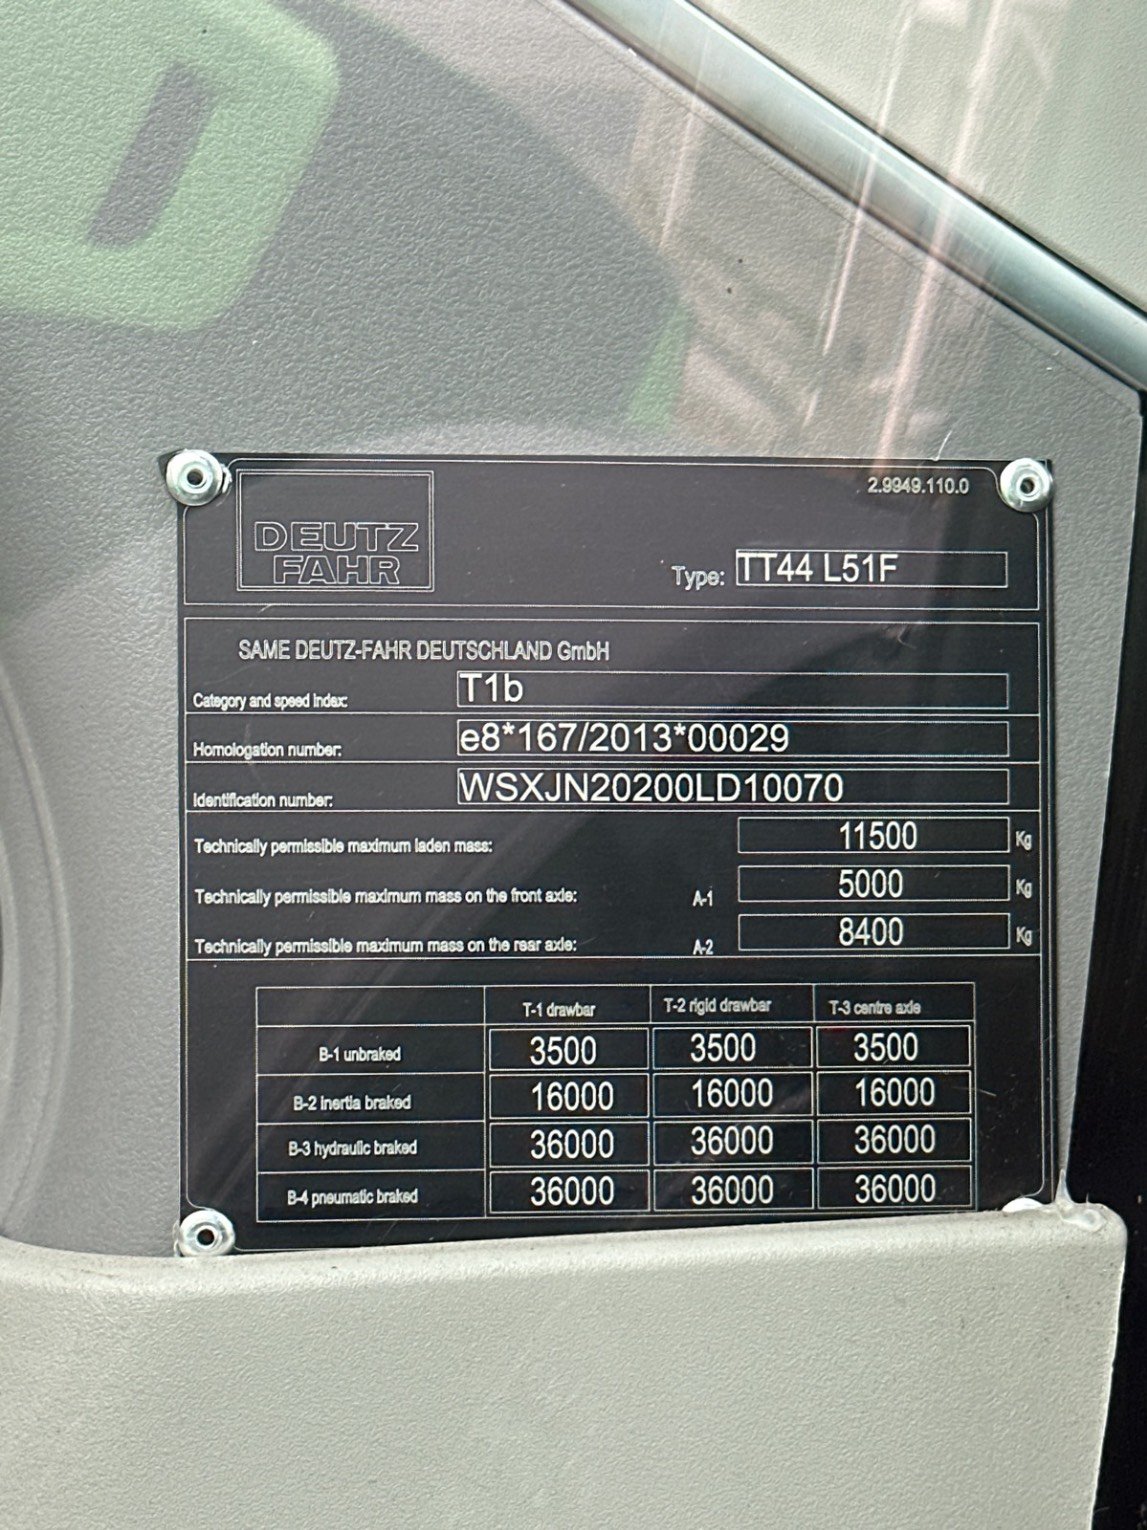 2.9949.110.0
DEUTZ
FAHR
Type: TT44 L51F
SAME DEUTZ-FAHR DEUTSCHLAND GmbH
Category and speed index: T1b
Homologation number: e8*167/2013*00029
Identification number: WSXJN20200LD10070
Technically permissible maximum laden mass: 11500 Kg
Technically permissible maximum mass on the front axle: A-1 5000 Kg
Technically permissible maximum mass on the rear axle: A-2 8400 Kg
T-1 drawbar T-2 rigid drawbar T-3 centre axle
B-1 unbraked 3500 3500 3500
B-2 inertia braked 16000 16000 16000
B-3 hydraulic braked 36000 36000 36000
B-4 pneumatic braked 36000 36000 36000